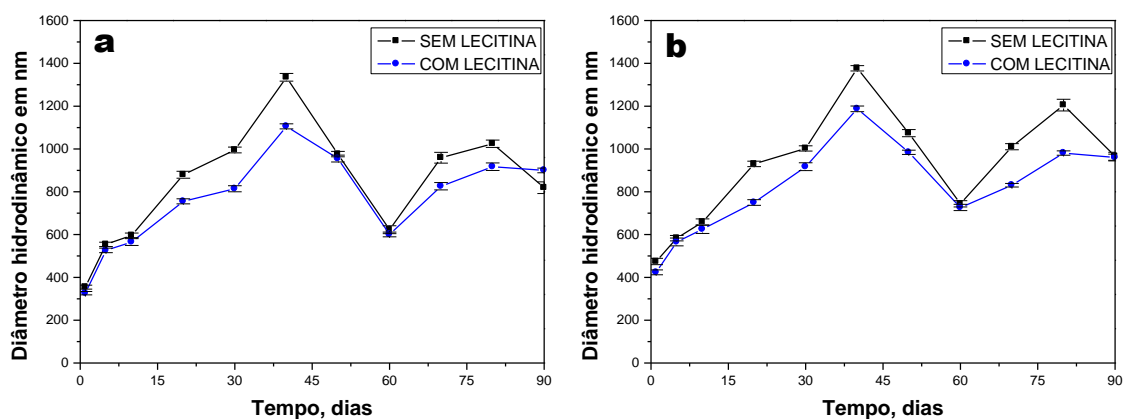 a
SEM LECITINA
COM LECITINA
Diâmetro hidrodinâmico em nm
1600
1400
1200
1000
800
600
400
200
0
0 15 30 45 60 75 90
Tempo, dias
b
SEM LECITINA
COM LECITINA
Diâmetro hidrodinâmico em nm
1600
1400
1200
1000
800
600
400
200
0
0 15 30 45 60 75 90
Tempo, dias